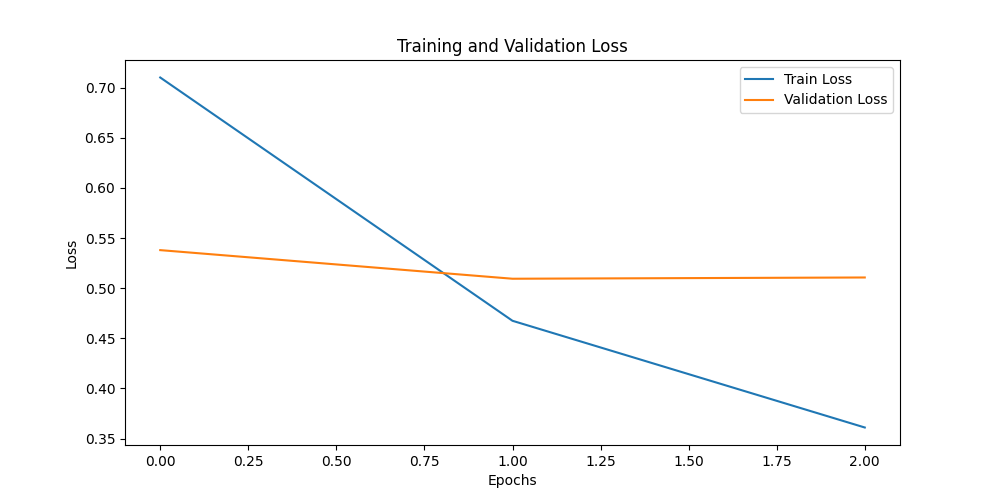 Training and Validation Loss
Train Loss
Validation Loss
Loss
0.70
0.65
0.60
0.55
0.50
0.45
0.40
0.35
0.00 0.25 0.50 0.75 1.00 1.25 1.50 1.75 2.00
Epochs